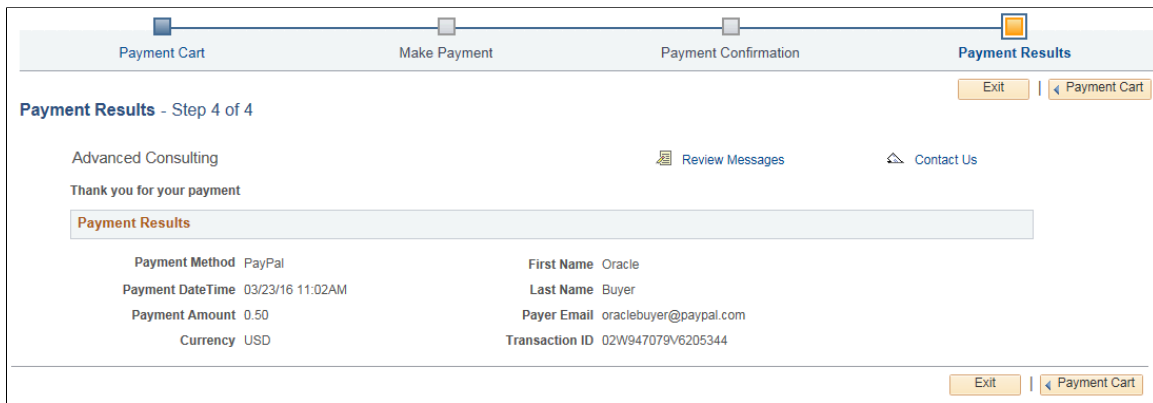 Payment Cart Make Payment Payment Confirmation Payment Results
Exit | Payment Cart
Payment Results - Step 4 of 4
Advanced Consulting Review Messages Contact Us
Thank you for your payment
Payment Results
Payment Method PayPal First Name Oracle
Payment DateTime 03/23/16 11:02AM Last Name Buyer
Payment Amount 0.50 Payer Email oraclebuyer@paypal.com
Currency USD Transaction ID 02W947079V6205344
Exit | Payment Cart